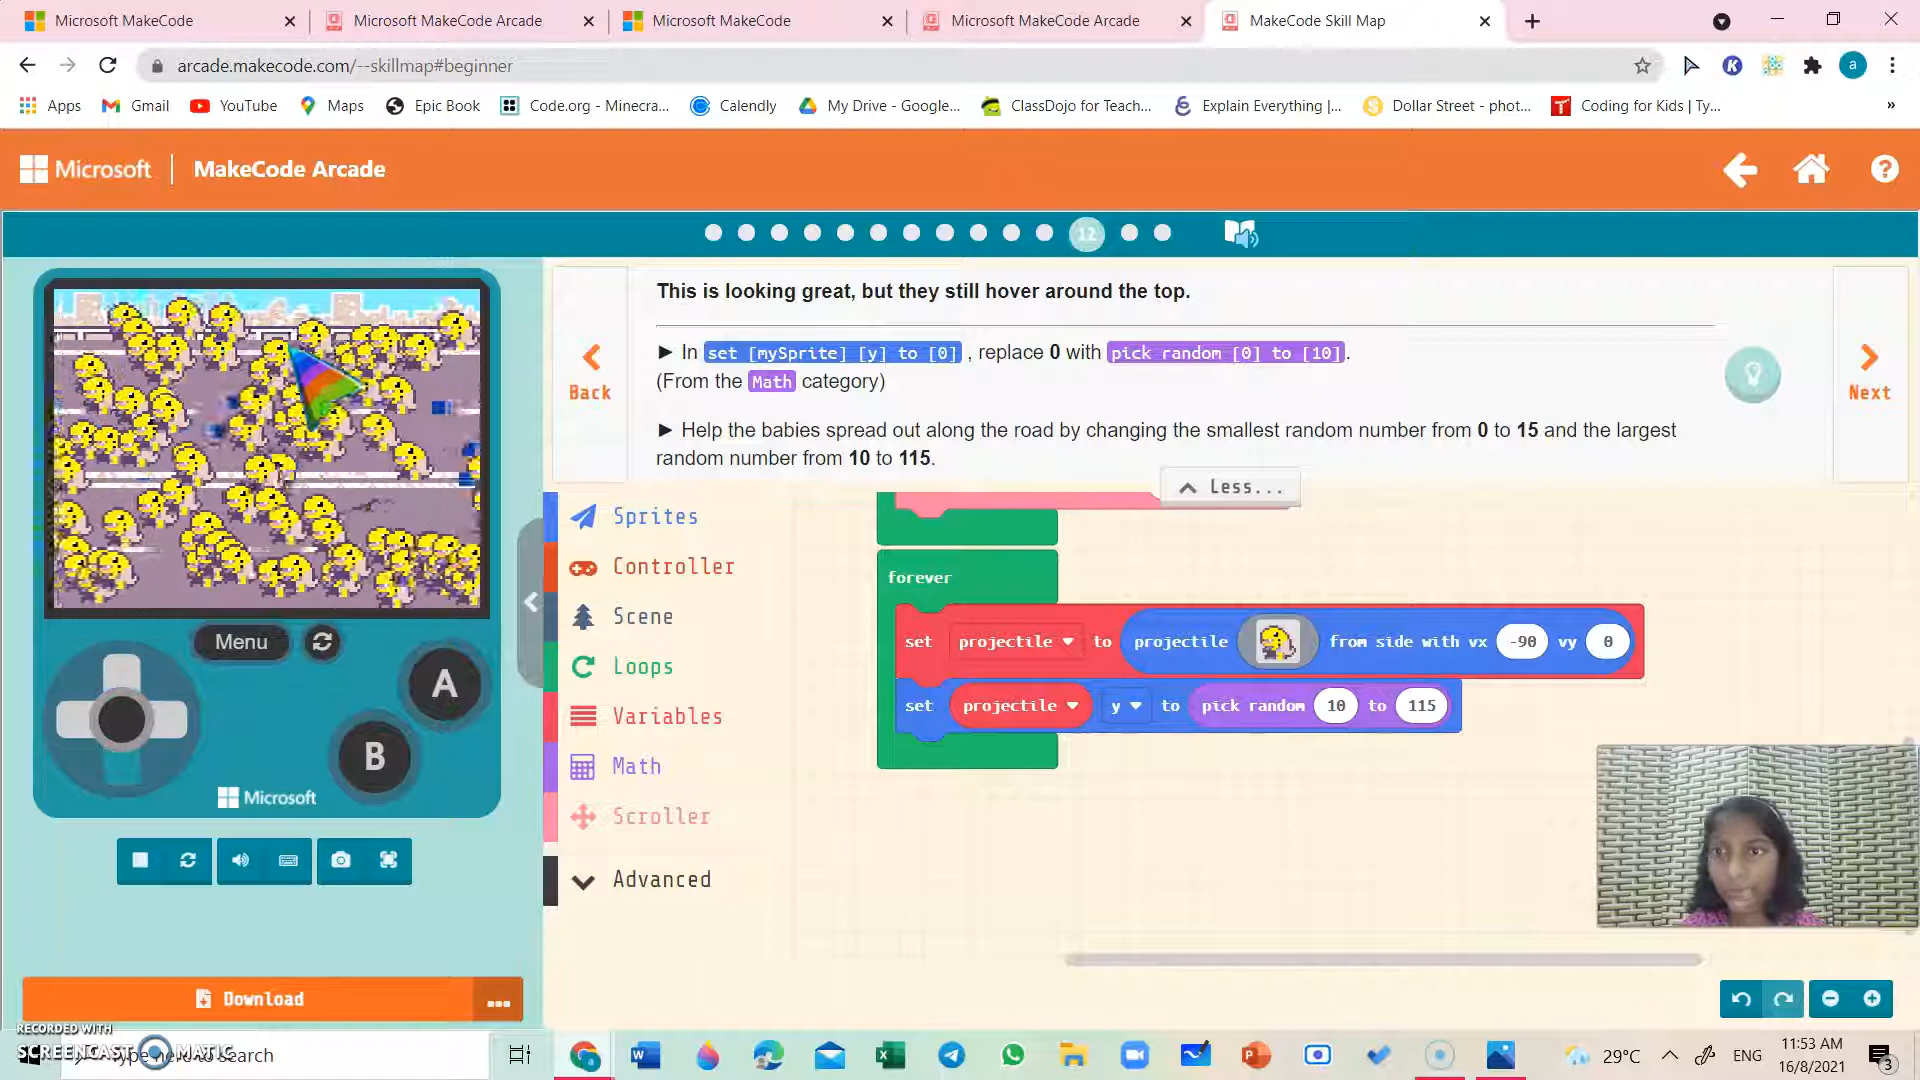 Microsoft MakeCode
Microsoft MakeCode Arcade
Microsoft MakeCode
Microsoft MakeCode Arcade
MakeCode Skill Map
arcade.makecode.com/--skillmap#beginner
a
Apps
Gmail
YouTube
Maps
Epic Book
Code.org - Minecra...
Calendly
My Drive - Google...
ClassDojo for Teach...
Explain Everything |...
Dollar Street - phot...
Coding for Kids | Ty...
»
Microsoft
MakeCode Arcade
12
This is looking great, but they still hover around the top.
► In set [mySprite] [y] to [0] , replace 0 with pick random [0] to [10].
(From the Math category)
► Help the babies spread out along the road by changing the smallest random number from 0 to 15 and the largest
random number from 10 to 115.
Back
Next
Less...
Menu
A
B
Microsoft
Sprites
Controller
Scene
Loops
Variables
Math
Scroller
Advanced
forever
set projectile to projectile from side with vx -90 vy 0
set projectile y to pick random 10 to 115
Download
...
RECORDED WITH
SCREENCAST MATIC
Type here to search
29°C
ENG
11:53 AM
16/8/2021
3